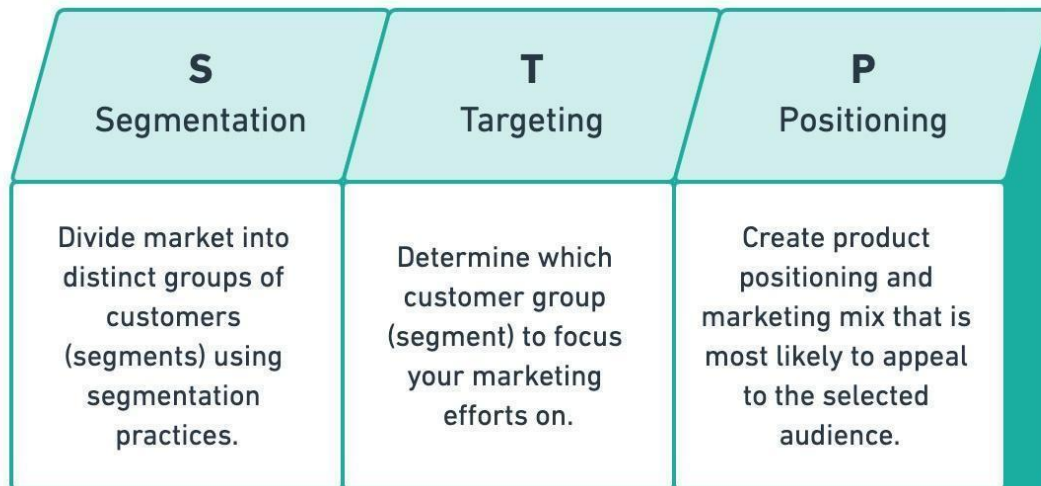 S
Segmentation
T
Targeting
P
Positioning
Divide market into
distinct groups of
customers
(segments) using
segmentation
practices.
Determine which
customer group
(segment) to focus
your marketing
efforts on.
Create product
positioning and
marketing mix that is
most likely to appeal
to the selected
audience.